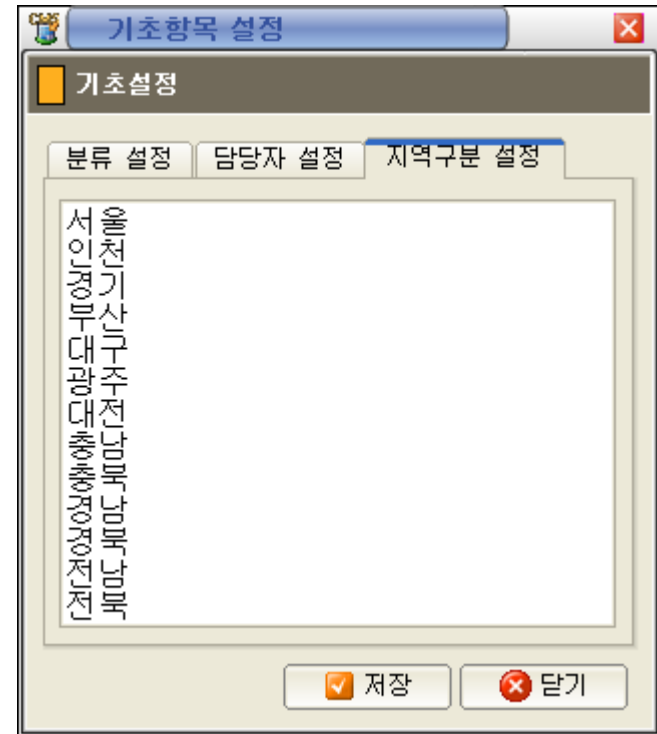 기초항목 설정
기초설정
분류 설정 담당자 설정 지역구분 설정
서울
인천
경기
부산
대구
광주
대전
충남
충북
경남
경북
전남
전북
저장 닫기